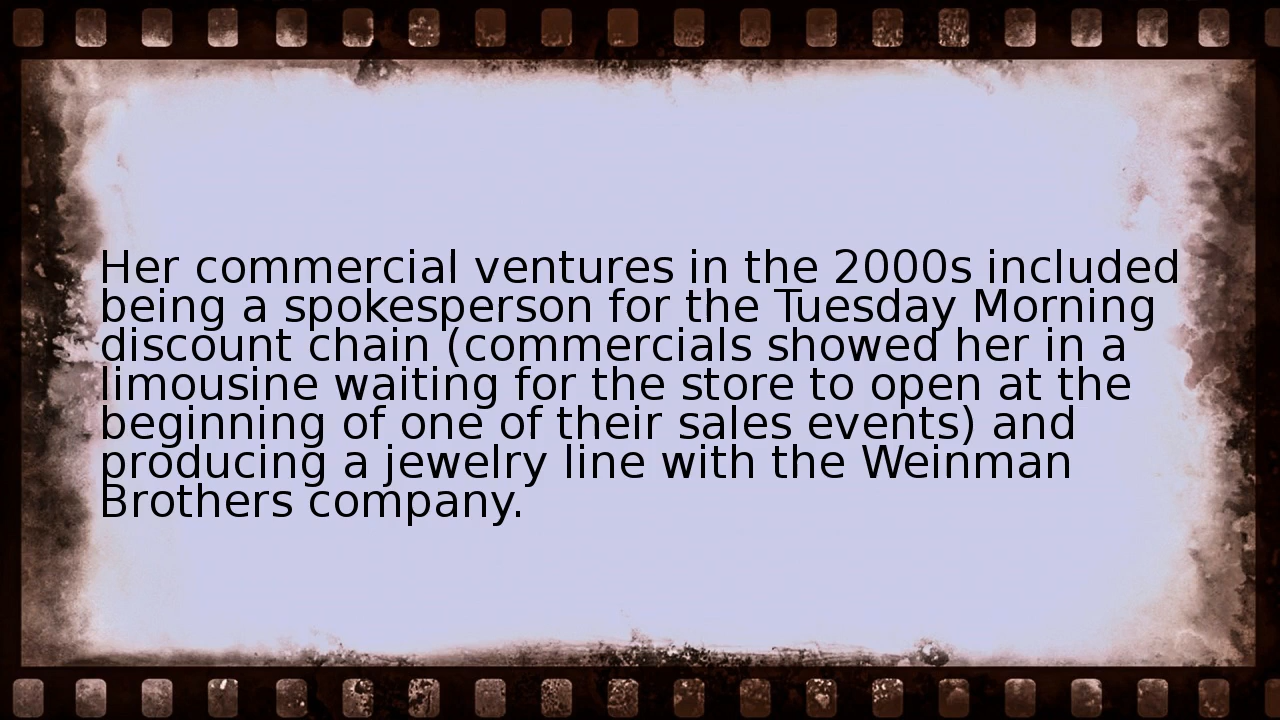 Her commercial ventures in the 2000s included
being a spokesperson for the Tuesday Morning
discount chain (commercials showed her in a
limousine waiting for the store to open at the
beginning of one of their sales events) and
producing a jewelry line with the Weinman
Brothers company.